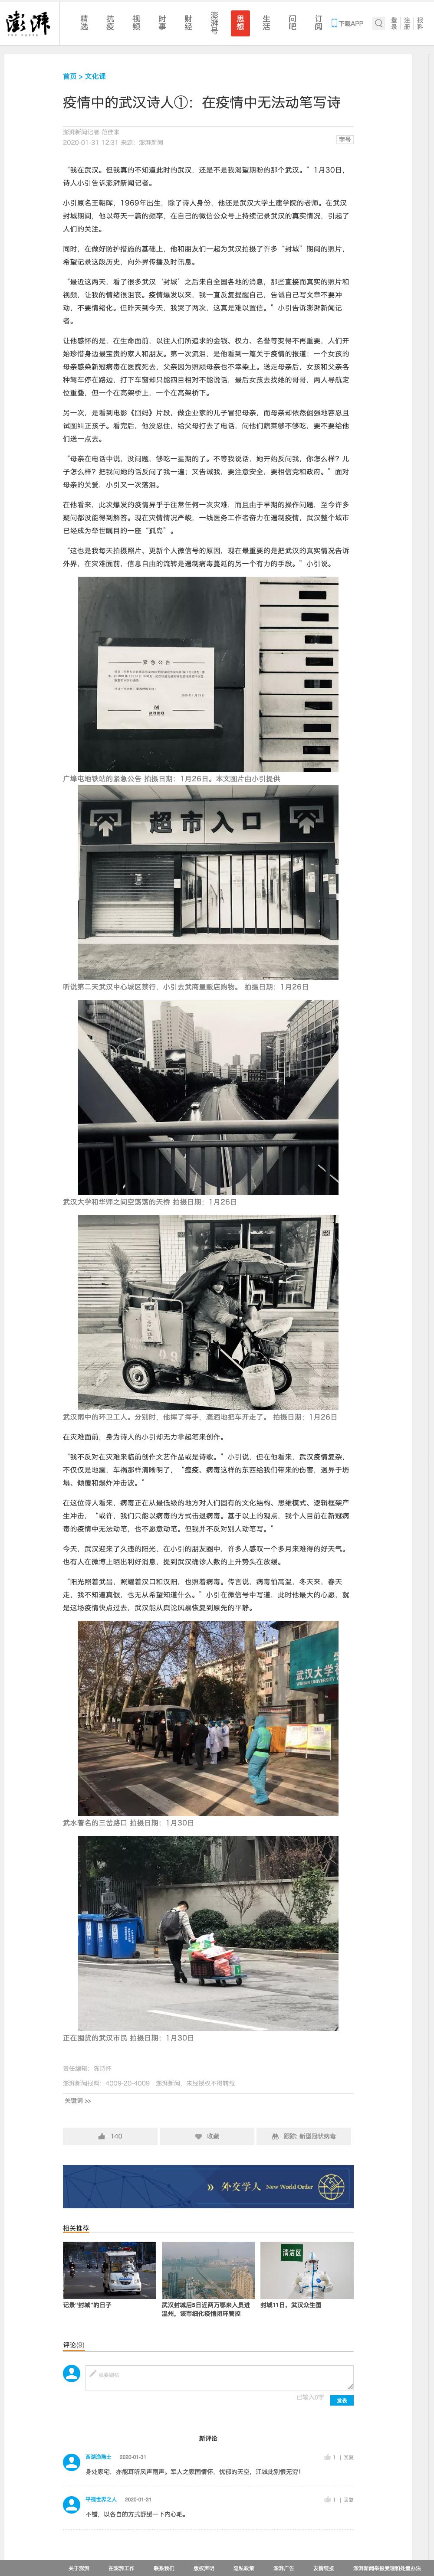 澎湃
THE PAPER
精选
抗疫
视频
时事
财经
澎湃号
思想
生活
问吧
订阅
下载APP
登录
注册
报料
首页 > 文化课
疫情中的武汉诗人①：在疫情中无法动笔写诗
澎湃新闻记者 范佳来
2020-01-31 12:31 来源：澎湃新闻
字号
“我在武汉。但我真的不知道此时的武汉，还是不是我渴望期盼的那个武汉。”1月30日，
诗人小引告诉澎湃新闻记者。
小引原名王朝晖，1969年出生，除了诗人身份，他还是武汉大学土建学院的老师。在武汉
封城期间，他以每天一篇的频率，在自己的微信公众号上持续记录武汉的真实情况，引起了
人们的关注。
同时，在做好防护措施的基础上，他和朋友们一起为武汉拍摄了许多“封城”期间的照片，
希望记录这段历史，向外界传播及时讯息。
“最近这两天，看了很多武汉‘封城’之后来自全国各地的消息，那些直接而真实的照片和
视频，让我的情绪很沮丧。疫情爆发以来，我一直反复提醒自己，告诫自己写文章不要冲
动，不要情绪化。但昨天到今天，我哭了两次，这真是难以置信。”小引告诉澎湃新闻记
者。
让他感怀的是，在生命面前，以往人们所追求的金钱、权力、名誉等变得不再重要，人们开
始珍惜身边最宝贵的家人和朋友。第一次流泪，是他看到一篇关于疫情的报道：一个女孩的
母亲感染新冠病毒在医院死去，父亲因为照顾母亲也不幸染上。送走母亲后，女孩和父亲各
种驾车停在路边，打下车窗却只能四目相对不能说话，最后女孩去找她的哥哥，两人导航定
位重叠，但一个在高架桥上，一个在高架桥下。
另一次，是看到电影《囧妈》片段，做企业家的儿子冒犯母亲，而母亲却依然倔强地容忍且
试图纠正孩子。看完后，他没忍住，给父母打去了电话，问他们蔬菜够不够吃，要不要给他
们送一点去。
“母亲在电话中说，没问题，够吃一星期的了。不等我说话，她开始反问我，你怎么样？儿
子怎么样？把我问她的话反问了我一遍；又告诫我，要注意安全，要相信党和政府。”面对
母亲的关爱，小引又一次落泪。
在他看来，此次爆发的疫情异乎于往常任何一次灾难，而且由于早期的操作问题，至今许多
疑问都没能得到解答。现在灾情情况严峻，一线医务工作者奋力在遏制疫情，武汉整个城市
已经成为举世瞩目的一座“孤岛”。
“这也是我每天拍摄照片、更新个人微信号的原因，现在最重要的是把武汉的真实情况告诉
外界，在灾难面前，信息自由的流转是遏制病毒蔓延的另一个有力的手段。”小引说。
紧急公告
广埠屯地铁站的紧急公告 拍摄日期：1月26日。本文图片由小引提供
超市入口
听说第二天武汉中心城区禁行，小引去武商量贩店购物。 拍摄日期：1月26日
武汉大学和华师之间空荡荡的天桥 拍摄日期：1月26日
武汉雨中的环卫工人。分别时，他挥了挥手，潇洒地把车开走了。 拍摄日期：1月26日
在灾难面前，身为诗人的小引却无力拿起笔来创作。
“我不反对在灾难来临前创作文艺作品或是诗歌。”小引说，但在他看来，武汉疫情复杂，
不仅仅是地震，车祸那样清晰明了，“瘟疫、病毒这样的东西给我们带来的伤害，迥异于坍
塌、倾覆和爆炸冲击波。”
在这位诗人看来，病毒正在从最低级的地方对人们固有的文化结构、思维模式、逻辑框架产
生冲击，“或许，我们只能以病毒的方式击退病毒。基于以上的观点，我个人目前在新冠病
毒的疫情中无法动笔，也不愿意动笔。但我并不反对别人动笔写。”
今天，武汉迎来了久违的阳光，在小引的朋友圈中，许多人感叹一个多月来难得的好天气。
也有人在微博上晒出利好消息，提到武汉确诊人数的上升势头在放缓。
“阳光照着武昌，照耀着汉口和汉阳，也照着病毒。传言说，病毒怕高温，冬天来，春天
走，我不知道真假，也无从希望知道什么。”小引在微信号中写道，此时他最大的心愿，就
是这场疫情快点过去，武汉能从舆论风暴恢复到原先的平静。
武汉大学
武水著名的三岔路口 拍摄日期：1月30日
正在囤货的武汉市民 拍摄日期：1月30日
责任编辑：陈诗怀
澎湃新闻报料：4009-20-4009 澎湃新闻，未经授权不得转载
关键词 >>
140
收藏
跟踪: 新型冠状病毒
外交学人 New World Order
相关推荐
清洁区
记录“封城”的日子
武汉封城后5日近两万鄂来人员进
温州，该市细化疫情闭环管控
封城11日，武汉众生图
评论(9)
我要跟帖
已输入0字
发表
新评论
2020-01-31
1
回复
身处家宅，亦能耳听风声雨声。军人之家国情怀，忧郁的天空，江城此别恨无穷！
平视世界之人
2020-01-31
1
回复
不错，以各自的方式舒缓一下内心吧。
关于澎湃
在澎湃工作
联系我们
版权声明
隐私政策
澎湃广告
友情链接
澎湃新闻举报受理和处置办法